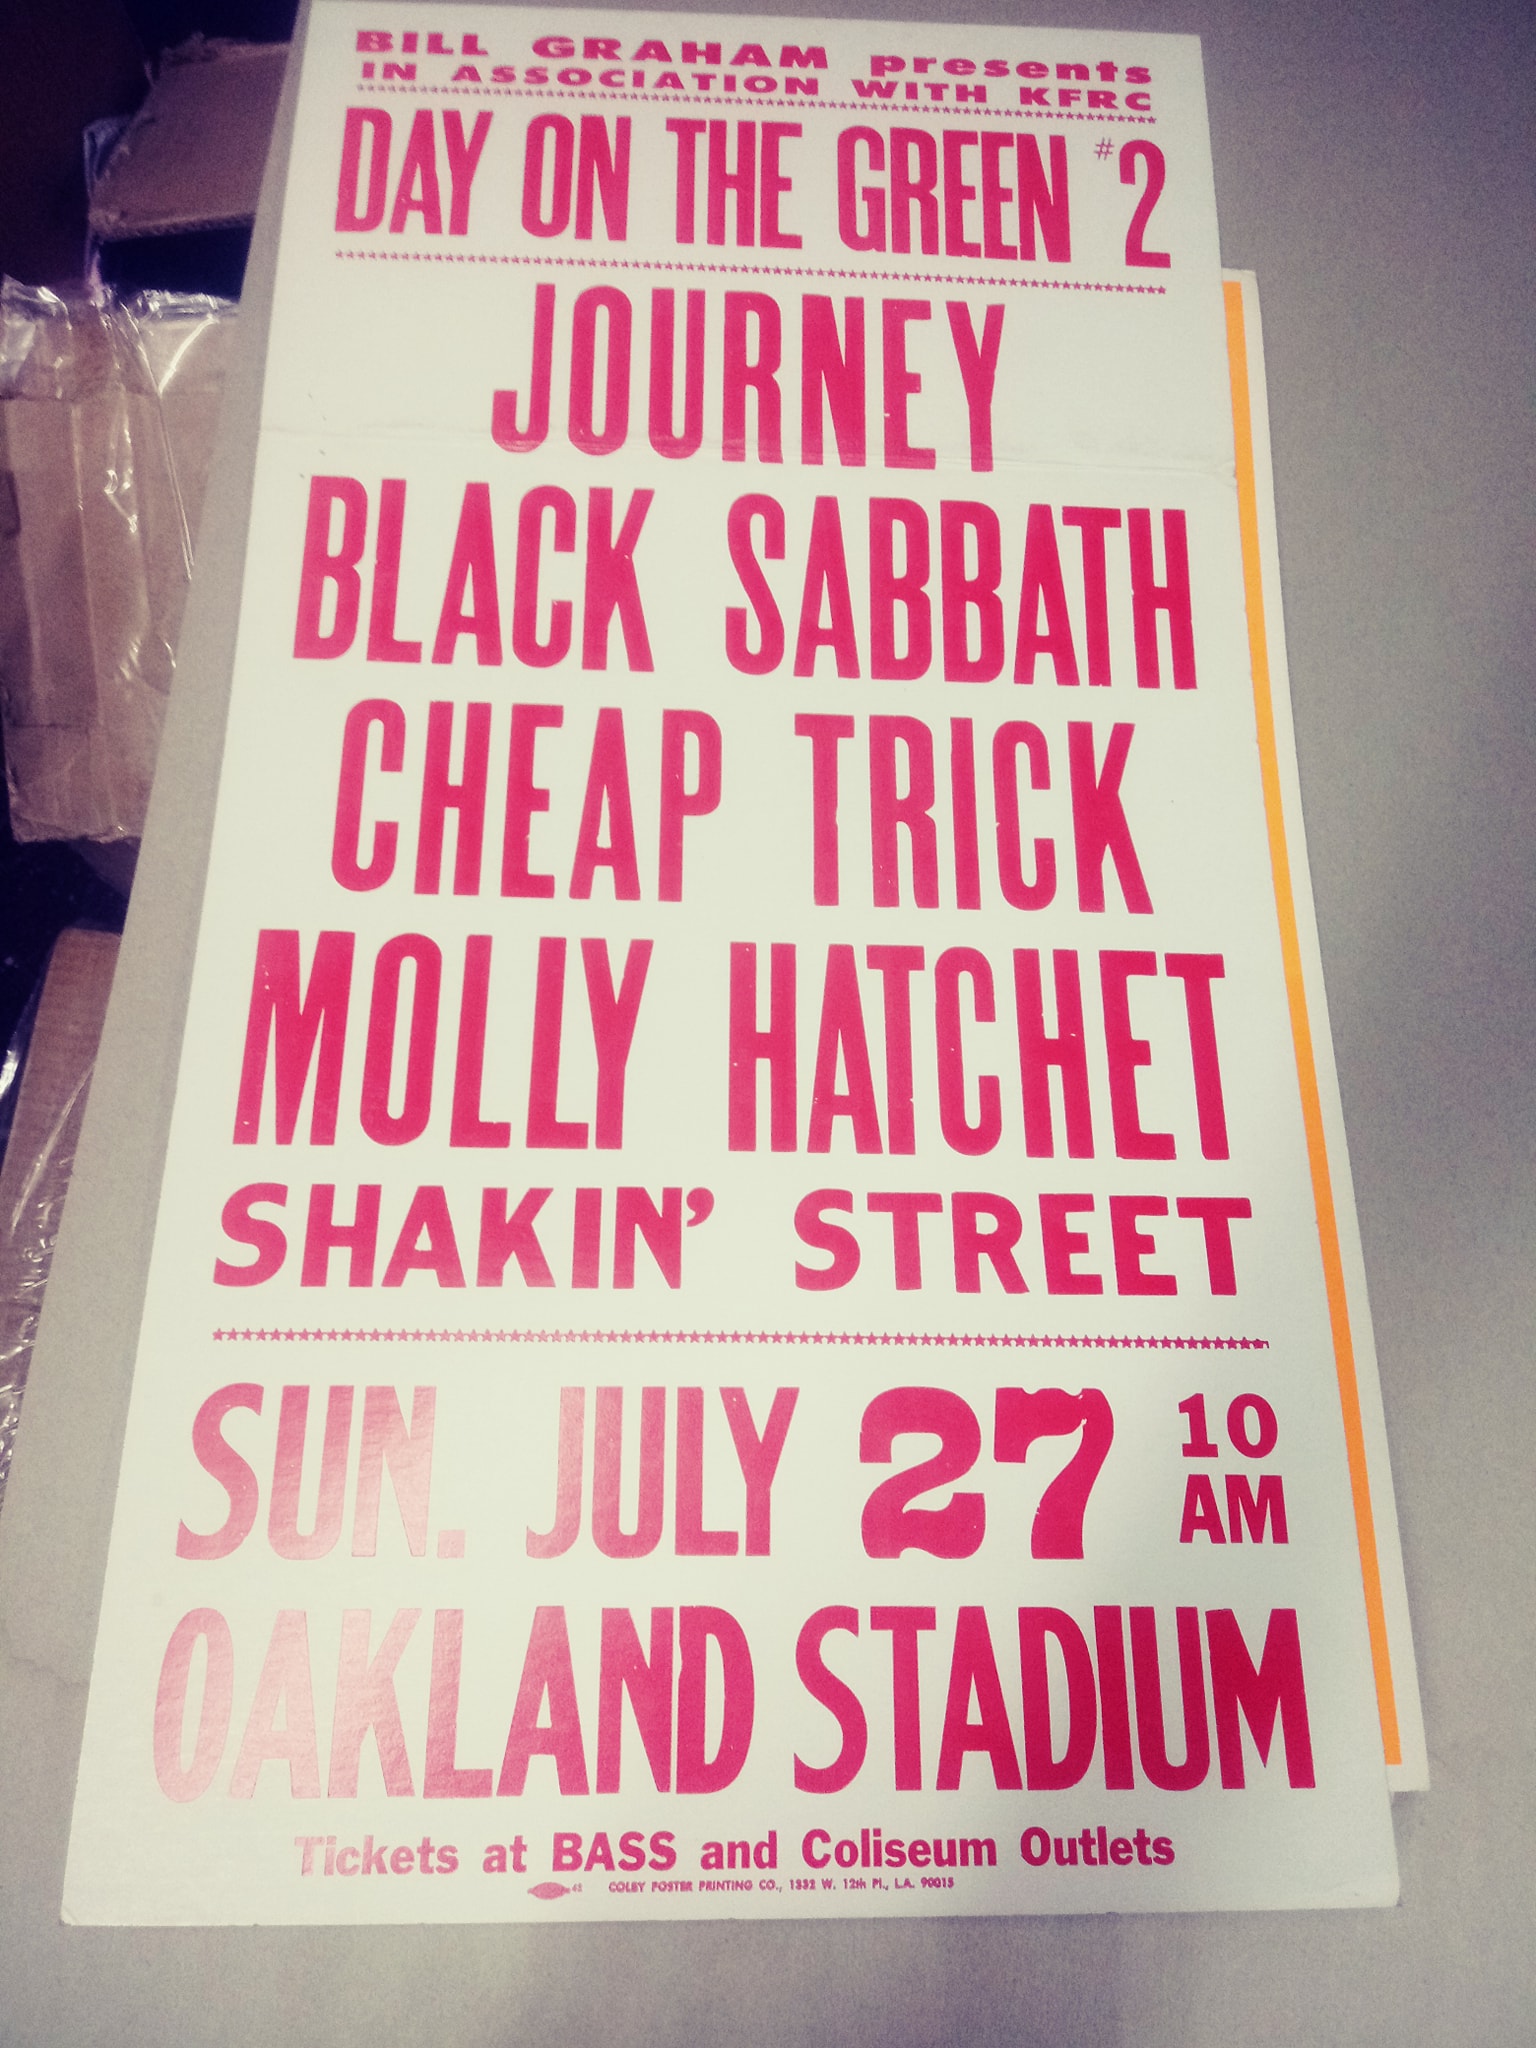 BILL GRAHAM presents
IN ASSOCIATION WITH KFRC
DAY ON THE GREEN #2
JOURNEY
BLACK SABBATH
CHEAP TRICK
MOLLY HATCHET
SHAKIN' STREET
SUN. JULY 27 10 AM
OAKLAND STADIUM
Tickets at BASS and Coliseum Outlets
COLBY POSTER PRINTING CO., 1332 W. 12th Pl., L.A. 90015